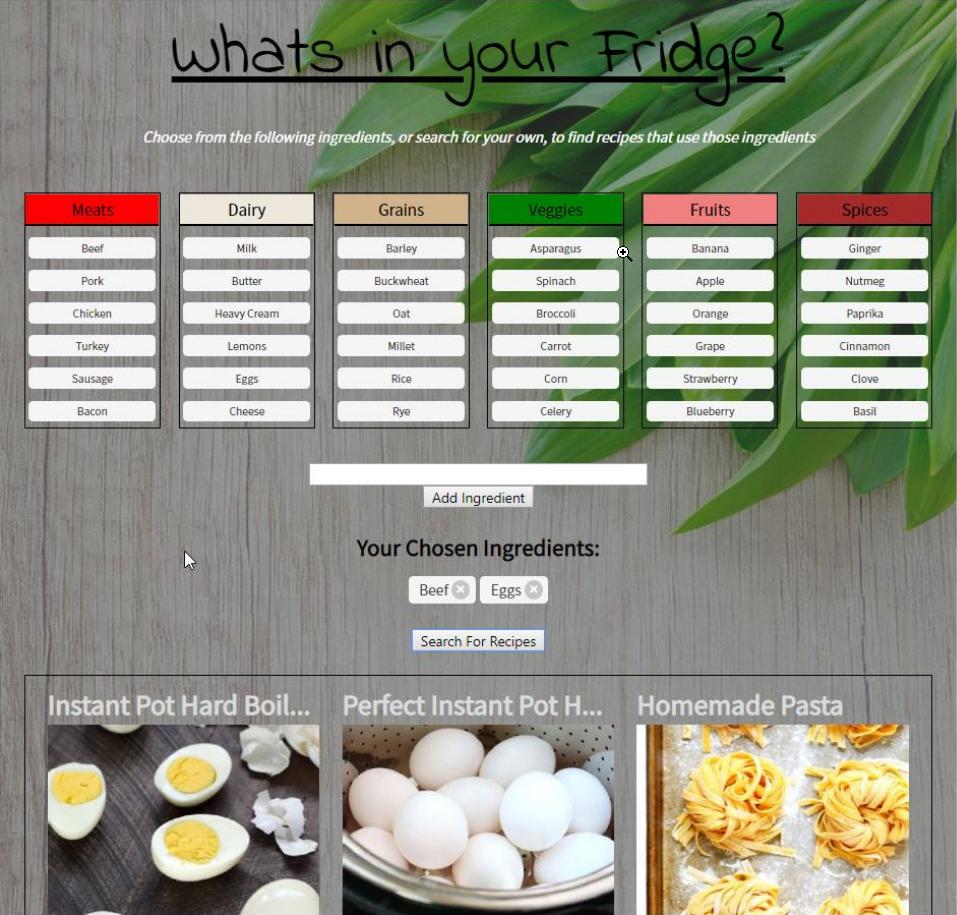 Whats in your Fridge?
Choose from the following ingredients, or search for your own, to find recipes that use those ingredients
Meats Dairy Grains Veggies Fruits Spices
Beef Milk Barley Asparagus Banana Ginger
Pork Butter Buckwheat Spinach Apple Nutmeg
Chicken Heavy Cream Oat Broccoli Orange Paprika
Turkey Lemons Millet Carrot Grape Cinnamon
Sausage Eggs Rice Corn Strawberry Clove
Bacon Cheese Rye Celery Blueberry Basil
Add Ingredient
Your Chosen Ingredients:
Beef Eggs
Search For Recipes
Instant Pot Hard Boil... Perfect Instant Pot H... Homemade Pasta